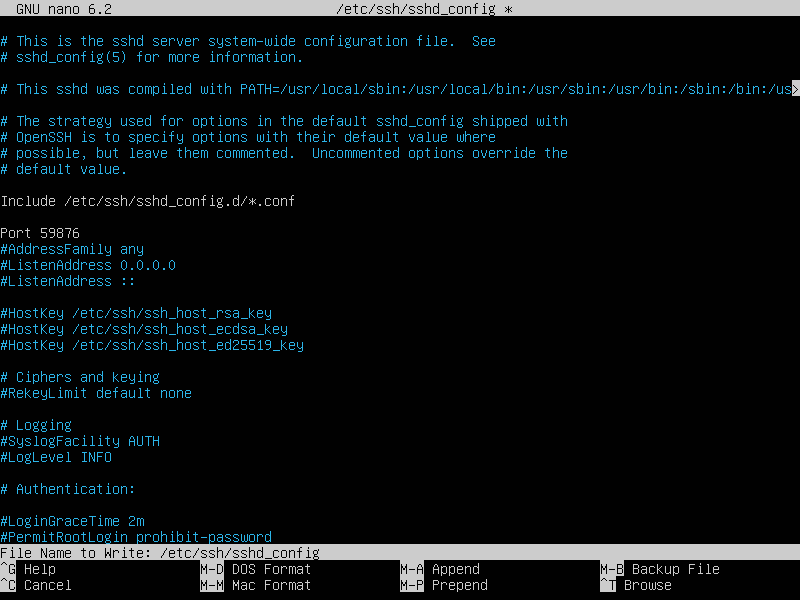 GNU nano 6.2 /etc/ssh/sshd_config *
# This is the sshd server system-wide configuration file.  See
# sshd_config(5) for more information.
# This sshd was compiled with PATH=/usr/local/sbin:/usr/local/bin:/usr/sbin:/usr/bin:/sbin:/bin:/us>
# The strategy used for options in the default sshd_config shipped with
# OpenSSH is to specify options with their default value where
# possible, but leave them commented.  Uncommented options override the
# default value.
Include /etc/ssh/sshd_config.d/*.conf
Port 59876
#AddressFamily any
#ListenAddress 0.0.0.0
#ListenAddress ::
#HostKey /etc/ssh/ssh_host_rsa_key
#HostKey /etc/ssh/ssh_host_ecdsa_key
#HostKey /etc/ssh/ssh_host_ed25519_key
# Ciphers and keying
#RekeyLimit default none
# Logging
#SyslogFacility AUTH
#LogLevel INFO
# Authentication:
#LoginGraceTime 2m
#PermitRootLogin prohibit-password
File Name to Write: /etc/ssh/sshd_config
^G Help M-D DOS Format M-A Append M-B Backup File
^C Cancel M-M Mac Format M-P Prepend ^T Browse